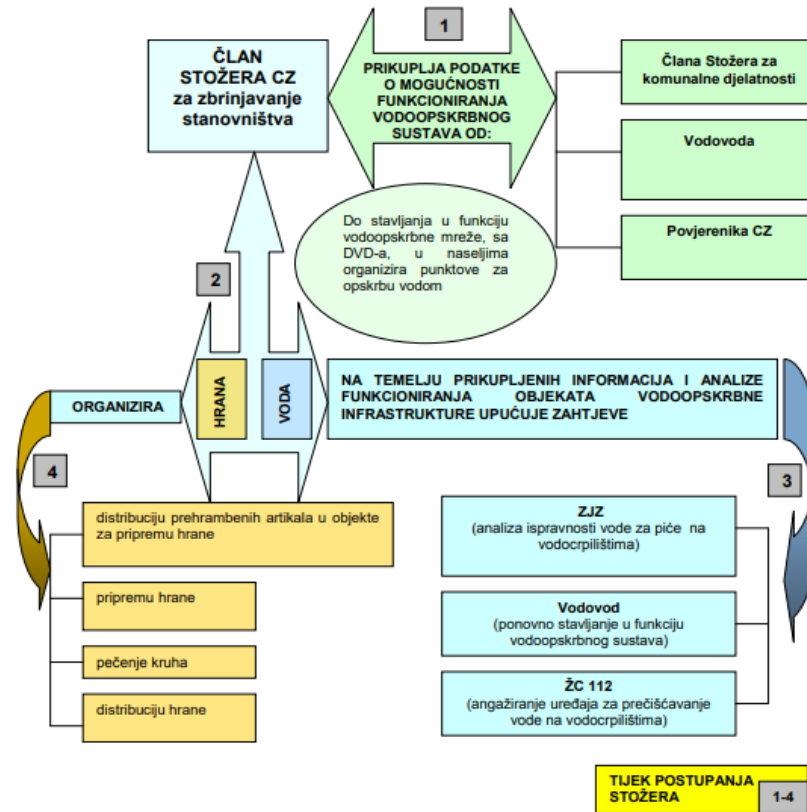 1
ČLAN
STOŽERA CZ
za zbrinjavanje
stanovništva
PRIKUPLJA PODATKE
O MOGUĆNOSTI
FUNKCIONIRANJA
VODOOPSKRBNOG
SUSTAVA OD:
Člana Stožera za
komunalne djelatnosti
Vodovoda
Povjerenika CZ
Do stavljanja u funkciju
vodoopskrbne mreže, sa
DVD-a, u naseljima
organizira punktove za
opskrbu vodom
2
HRANA
VODA
ORGANIZIRA
NA TEMELJU PRIKUPLJENIH INFORMACIJA I ANALIZE
FUNKCIONIRANJA OBJEKATA VODOOPSKRBNE
INFRASTRUKTURE UPUĆUJE ZAHTJEVE
4
3
distribuciju prehrambenih artikala u objekte
za pripremu hrane
pripremu hrane
pečenje kruha
distribuciju hrane
ZJZ
(analiza ispravnosti vode za piće na
vodocrpilištima)
Vodovod
(ponovno stavljanje u funkciju
vodoopskrbnog sustava)
ŽC 112
(angažiranje uređaja za prečišćavanje
vode na vodocrpilištima)
TIJEK POSTUPANJA
STOŽERA
1-4